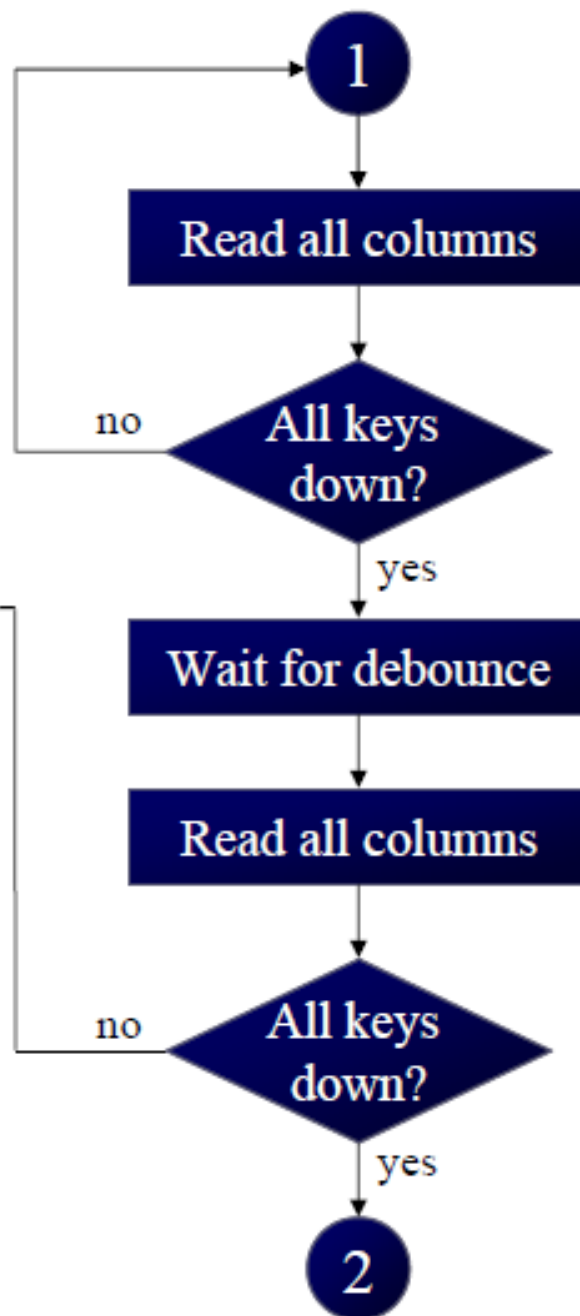 1
Read all columns
no
All keys
down?
yes
Wait for debounce
Read all columns
no
All keys
down?
yes
2